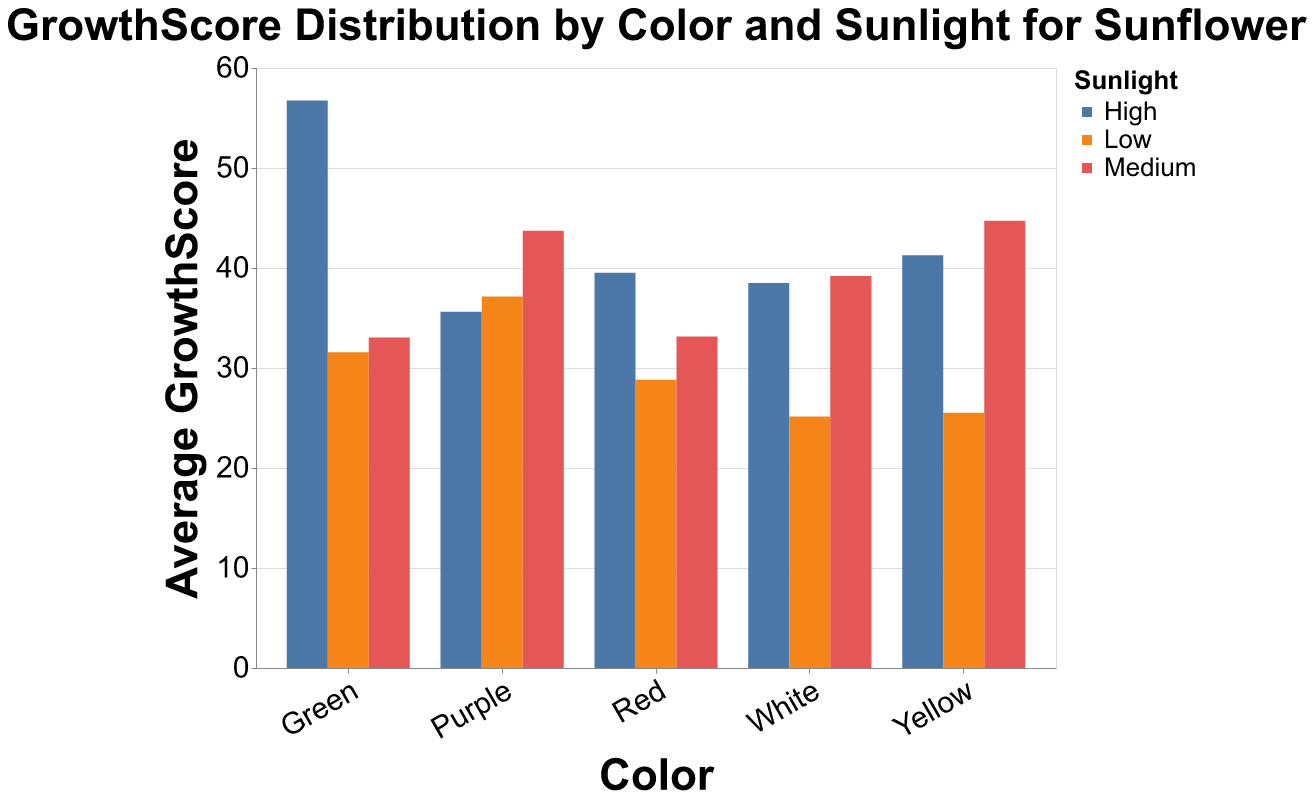 GrowthScore Distribution by Color and Sunlight for Sunflower
60
50
40
30
20
10
0
Average GrowthScore
Green
Purple
Red
White
Yellow
Color
Sunlight
High
Low
Medium